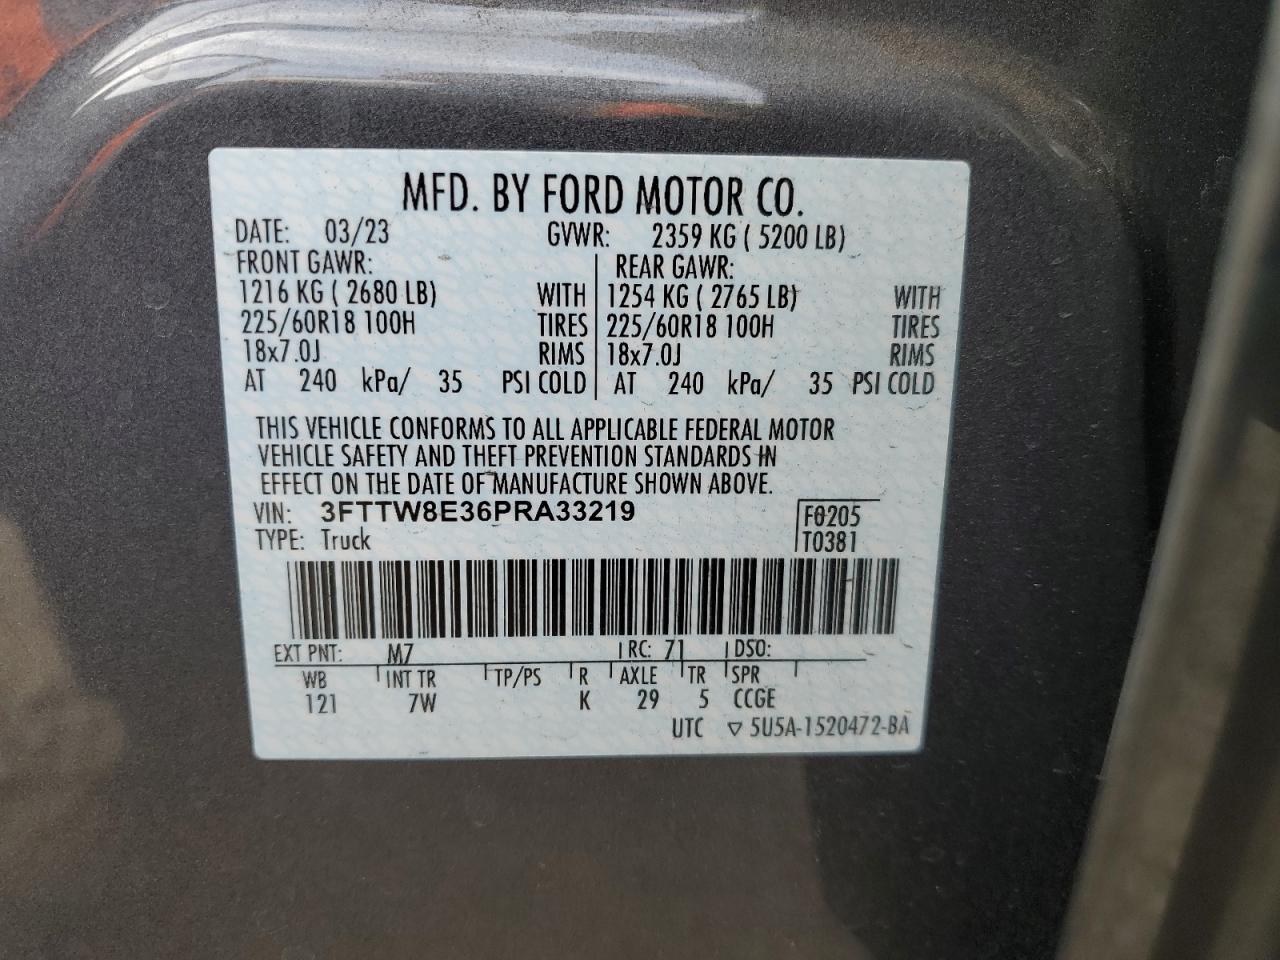 MFD. BY FORD MOTOR CO.
DATE: 03/23 GVWR: 2359 KG ( 5200 LB)
FRONT GAWR: REAR GAWR:
1216 KG ( 2680 LB) WITH 1254 KG ( 2765 LB) WITH
225/60R18 100H TIRES 225/60R18 100H TIRES
18x7.0J RIMS 18x7.0J RIMS
AT 240 kPa/ 35 PSI COLD AT 240 kPa/ 35 PSI COLD
THIS VEHICLE CONFORMS TO ALL APPLICABLE FEDERAL MOTOR
VEHICLE SAFETY AND THEFT PREVENTION STANDARDS IN
EFFECT ON THE DATE OF MANUFACTURE SHOWN ABOVE.
VIN: 3FTTW8E36PRA33219 F0205
TYPE: Truck T0381
EXT PNT: M7 RC: 71 DSO:
WB INT TR TP/PS R AXLE TR SPR
121 7W K 29 5 CCGE
UTC ▽ 5U5A-1520472-BA